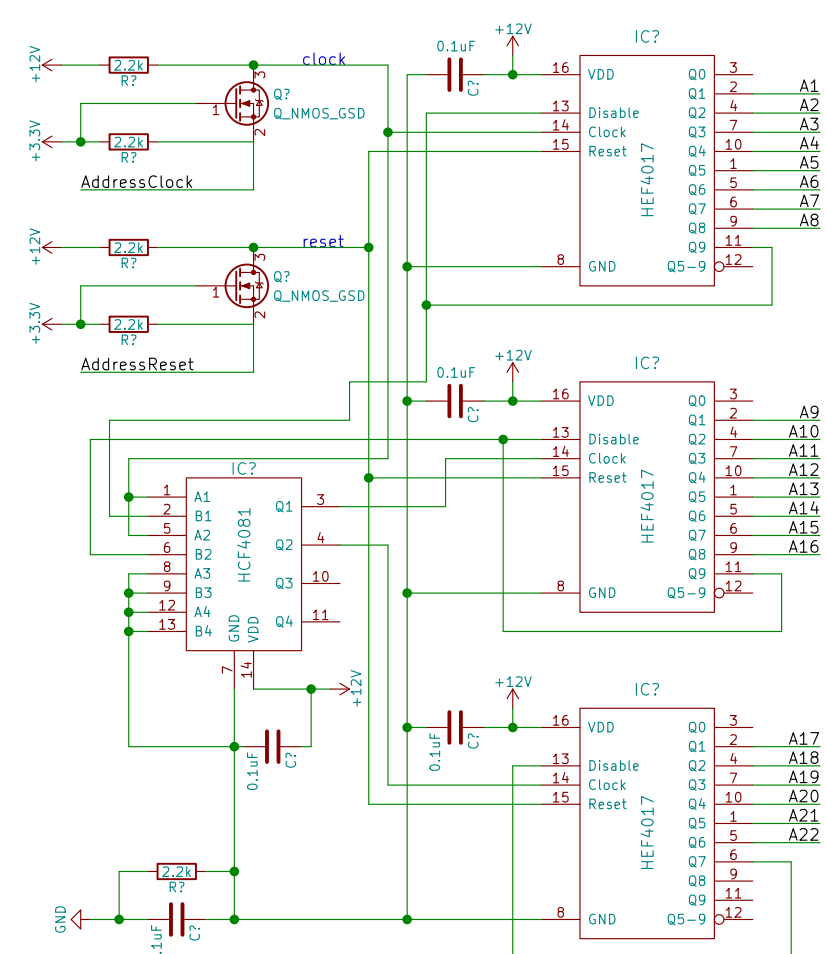 +12V
2.2k
R?
clock
3
Q?
Q_NMOS_GSD
1
2
+3.3V
2.2k
R?
AddressClock
+12V
2.2k
R?
reset
3
Q?
Q_NMOS_GSD
1
2
+3.3V
2.2k
R?
AddressReset
0.1uF
C?
+12V
IC?
HEF4017
16 VDD
13 Disable
14 Clock
15 Reset
8 GND
Q0 3
Q1 2 A1
Q2 4 A2
Q3 7 A3
Q4 10 A4
Q5 1 A5
Q6 5 A6
Q7 6 A7
Q8 9 A8
Q9 11
Q5-9 12
0.1uF
C?
+12V
IC?
HEF4017
16 VDD
13 Disable
14 Clock
15 Reset
8 GND
Q0 3
Q1 2 A9
Q2 4 A10
Q3 7 A11
Q4 10 A12
Q5 1 A13
Q6 5 A14
Q7 6 A15
Q8 9 A16
Q9 11
Q5-9 12
IC?
HCF4081
1 A1
2 B1
5 A2
6 B2
8 A3
9 B3
12 A4
13 B4
Q1 3
Q2 4
Q3 10
Q4 11
GND 7
VDD 14
+12V
0.1uF
C?
0.1uF
C?
+12V
IC?
HEF4017
16 VDD
13 Disable
14 Clock
15 Reset
8 GND
Q0 3
Q1 2 A17
Q2 4 A18
Q3 7 A19
Q4 10 A20
Q5 1 A21
Q6 5 A22
Q7 6
Q8 9
Q9 11
Q5-9 12
2.2k
R?
GND
.1uF
C?